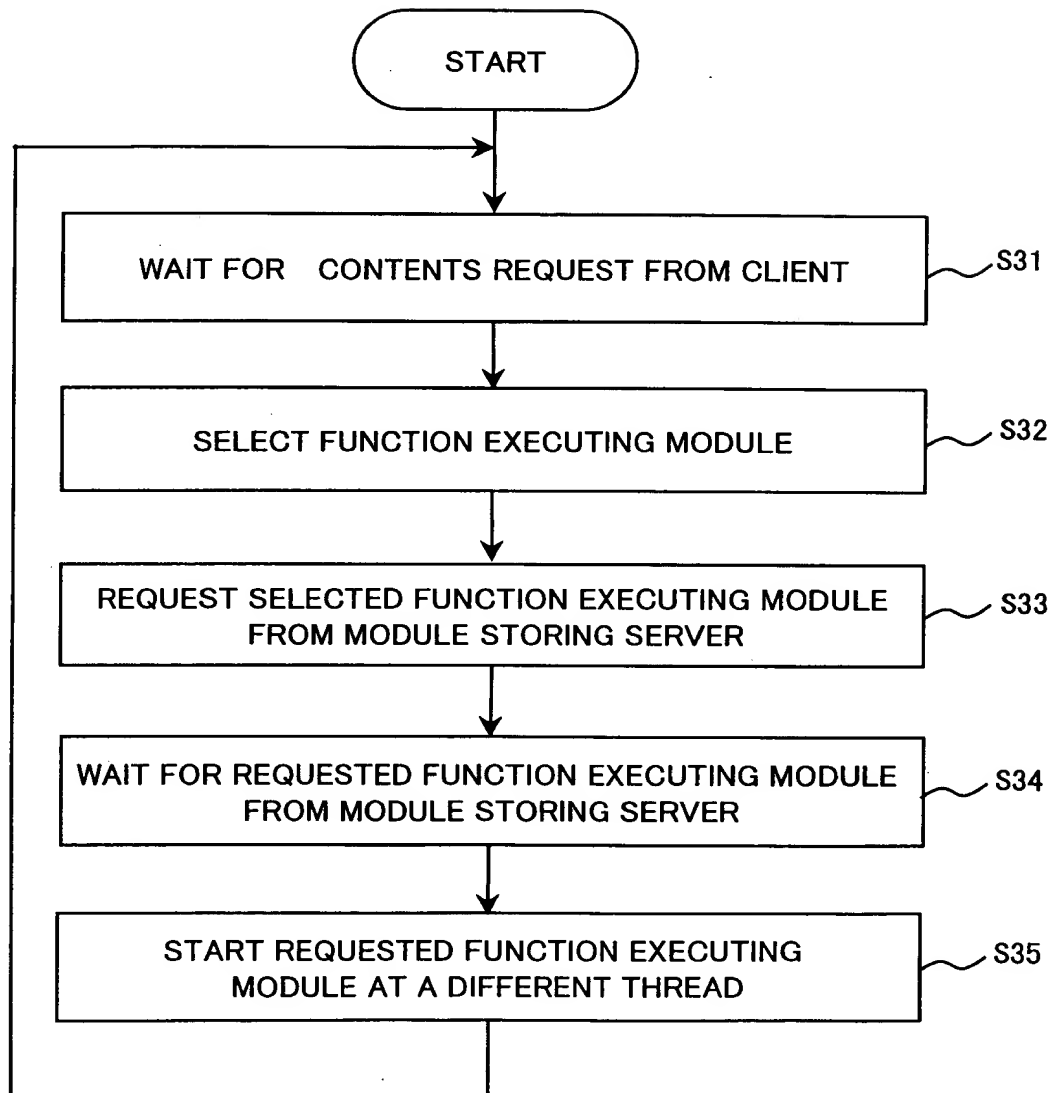 START
WAIT FOR CONTENTS REQUEST FROM CLIENT
S31
SELECT FUNCTION EXECUTING MODULE
S32
REQUEST SELECTED FUNCTION EXECUTING MODULE
FROM MODULE STORING SERVER
S33
WAIT FOR REQUESTED FUNCTION EXECUTING MODULE
FROM MODULE STORING SERVER
S34
START REQUESTED FUNCTION EXECUTING
MODULE AT A DIFFERENT THREAD
S35